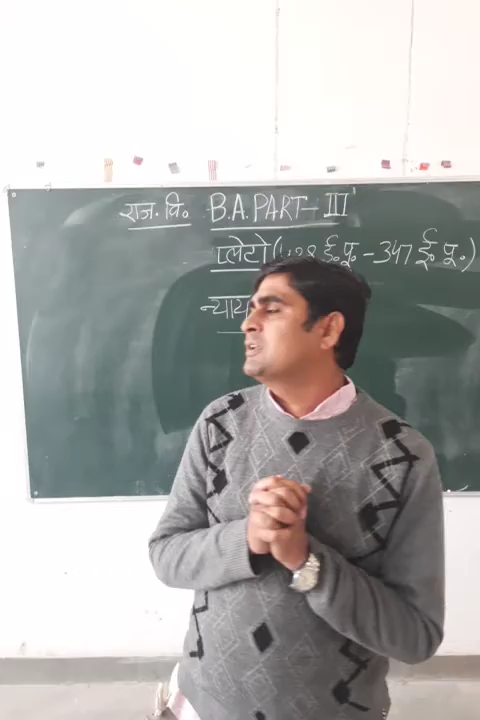 राज. वि. B.A. PART-III
प्लेटो (428 ई. पू. - 347 ई. पू.)
न्याय